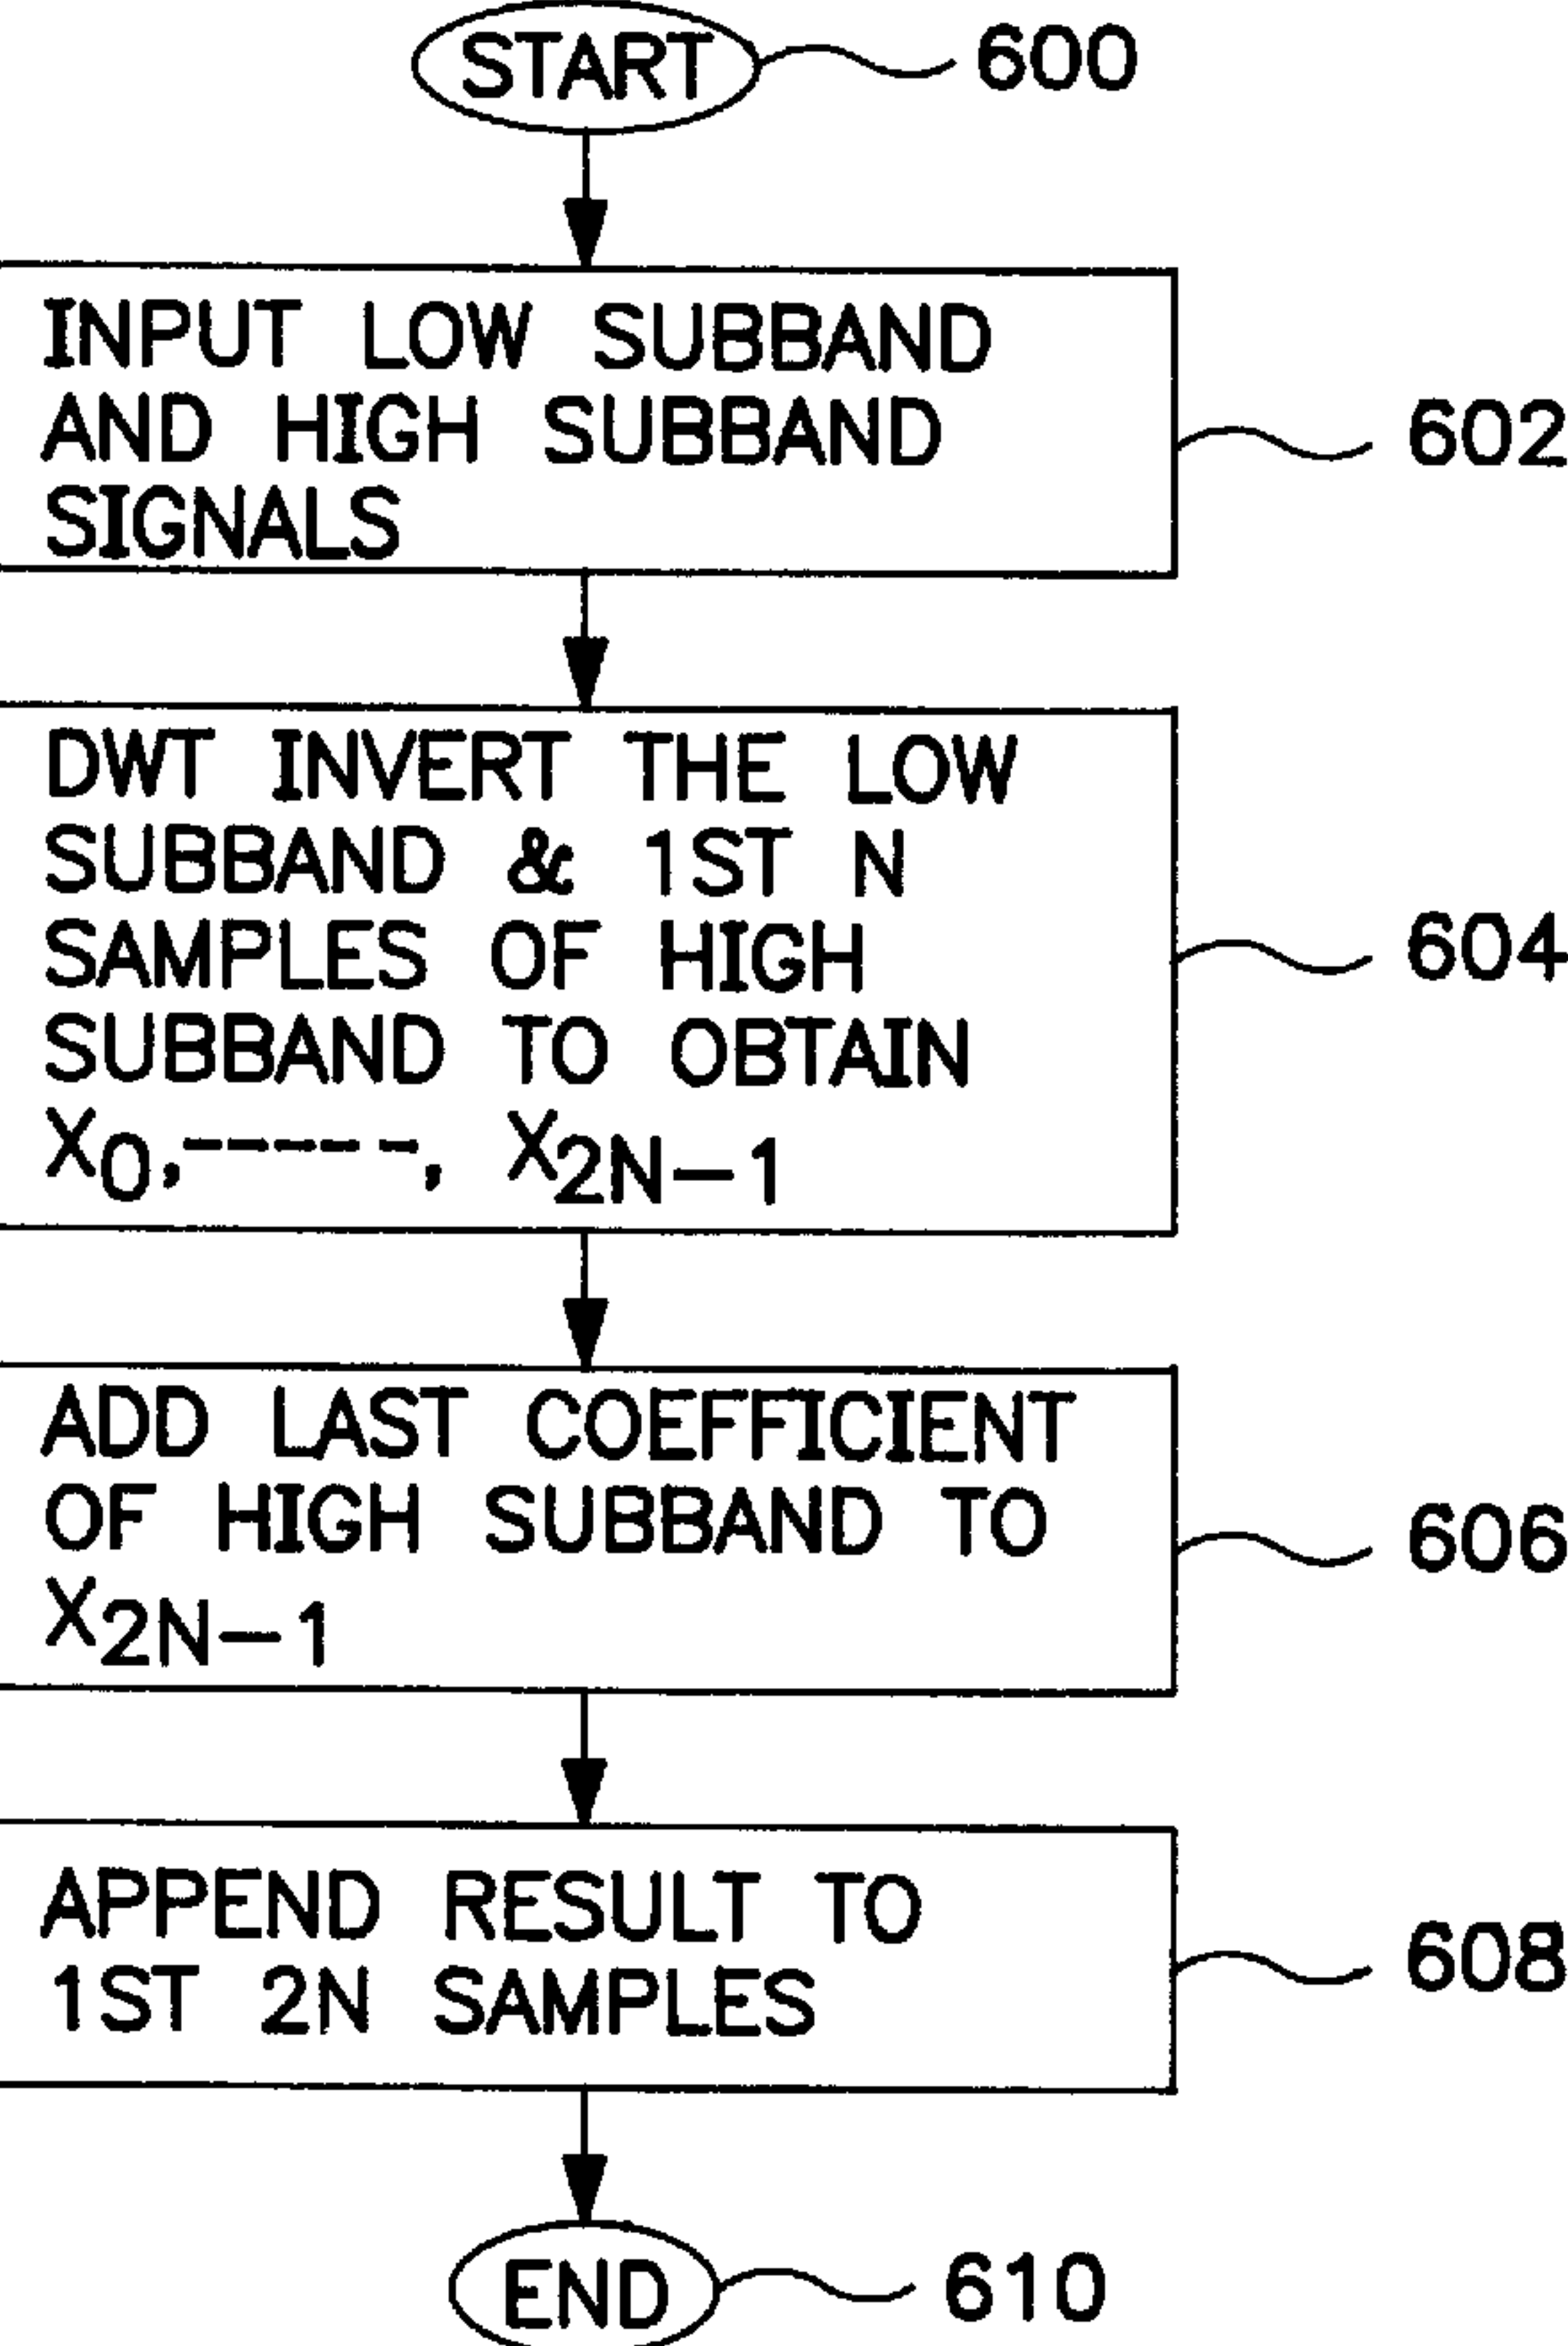 START 600
INPUT LOW SUBBAND
AND HIGH SUBBAND
SIGNALS
602
DWT INVERT THE LOW
SUBBAND & 1ST N
SAMPLES OF HIGH
SUBBAND TO OBTAIN
X0,-----, X2N-1
604
ADD LAST COEFFICIENT
OF HIGH SUBBAND TO
X2N-1
606
APPEND RESULT TO
1ST 2N SAMPLES
608
END 610